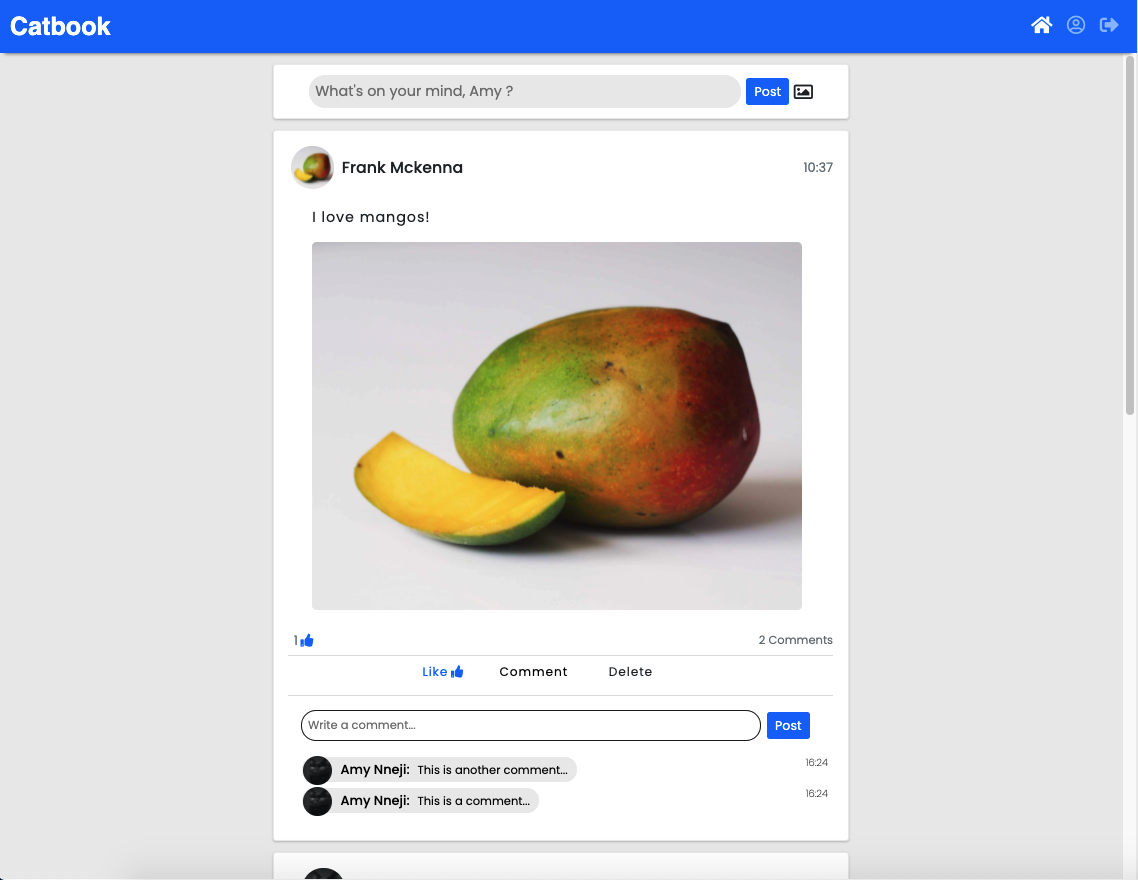 Catbook
What's on your mind, Amy ?
Post
Frank Mckenna
10:37
I love mangos!
1
2 Comments
Like
Comment
Delete
Write a comment...
Post
Amy Nneji: This is another comment...
16:24
Amy Nneji: This is a comment...
16:24